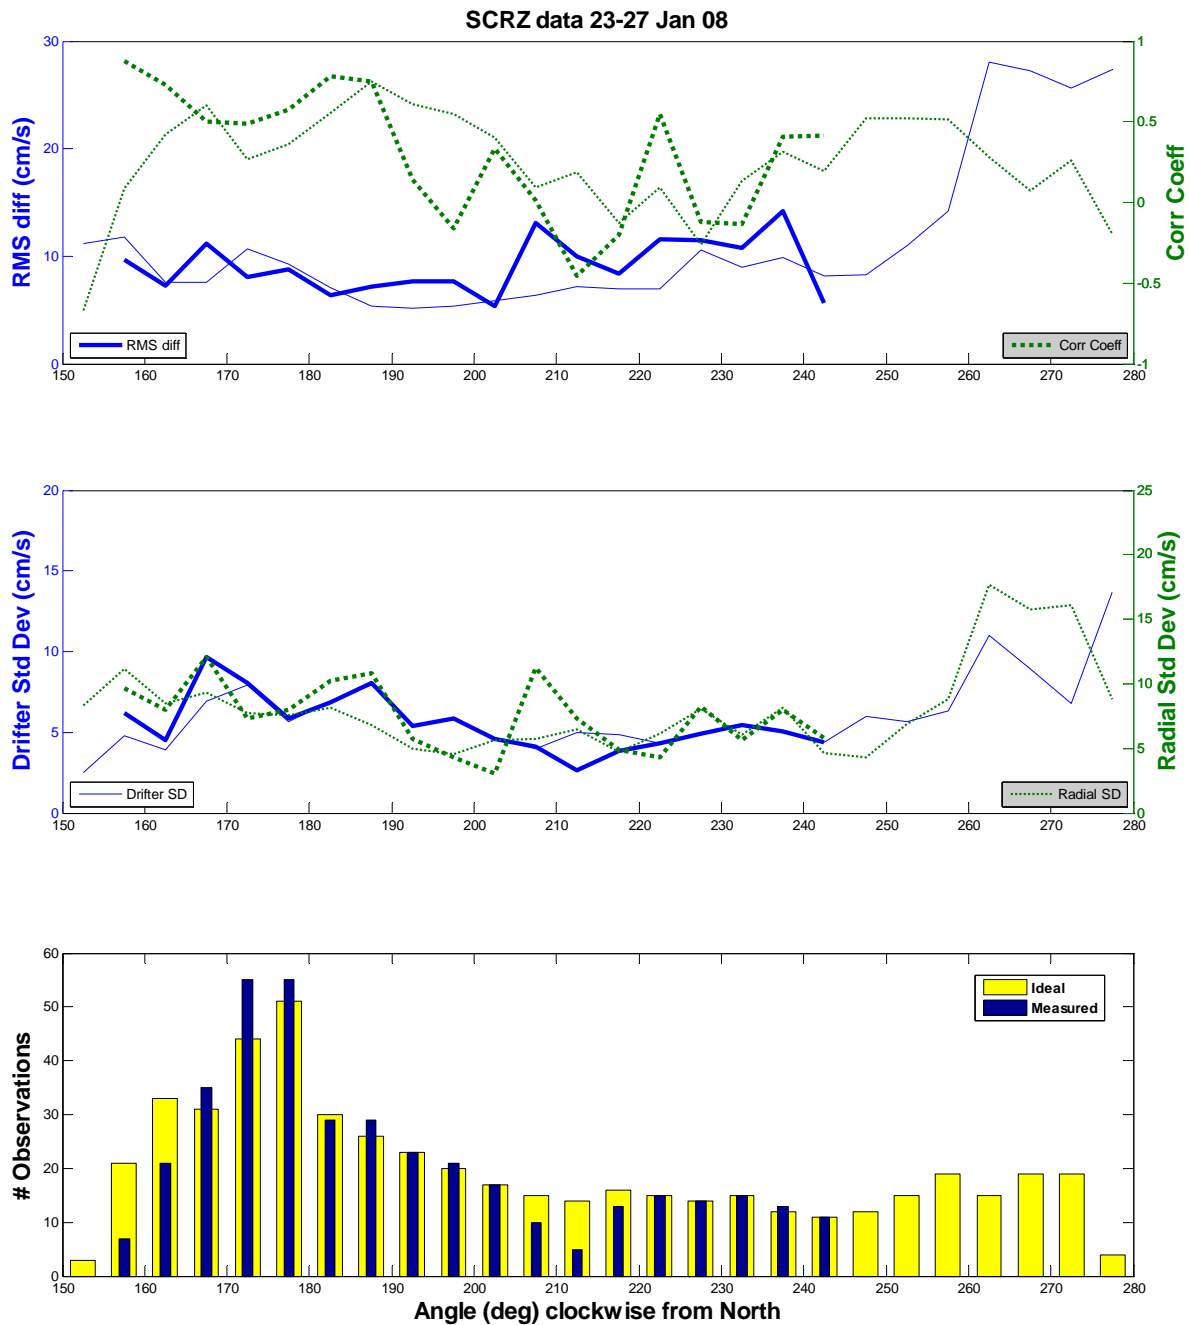 SCRZ data 23-27 Jan 08
30
20
10
0
RMS diff (cm/s)
1
0.5
0
-0.5
-1
Corr Coeff
RMS diff
Corr Coeff
150 160 170 180 190 200 210 220 230 240 250 260 270 280
20
15
10
5
0
Drifter Std Dev (cm/s)
25
20
15
10
5
0
Radial Std Dev (cm/s)
Drifter SD
Radial SD
150 160 170 180 190 200 210 220 230 240 250 260 270 280
60
50
40
30
20
10
0
# Observations
Ideal
Measured
150 160 170 180 190 200 210 220 230 240 250 260 270 280
Angle (deg) clockwise from North